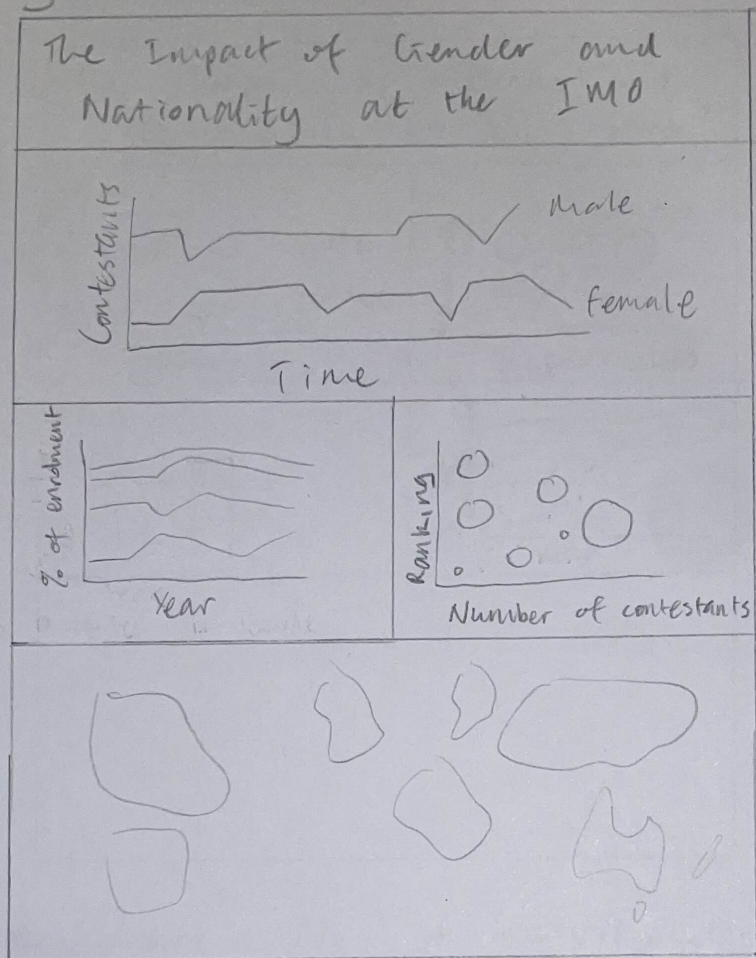 The Impact of Gender and
Nationality at the IMO
Contestants
Male
Female
Time
% of enrolment
Year
Ranking
Number of contestants